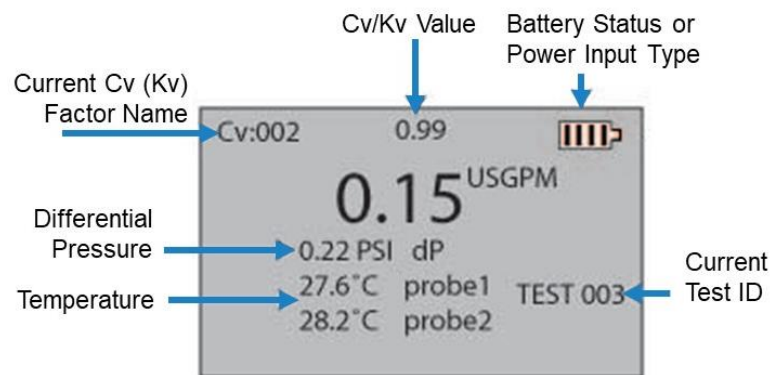 Cv/Kv Value
Battery Status or
Power Input Type
Current Cv (Kv)
Factor Name
Cv:002
0.99
0.15 USGPM
Differential
Pressure
0.22 PSI dP
Temperature
27.6˚C probe1
28.2˚C probe2
TEST 003
Current
Test ID